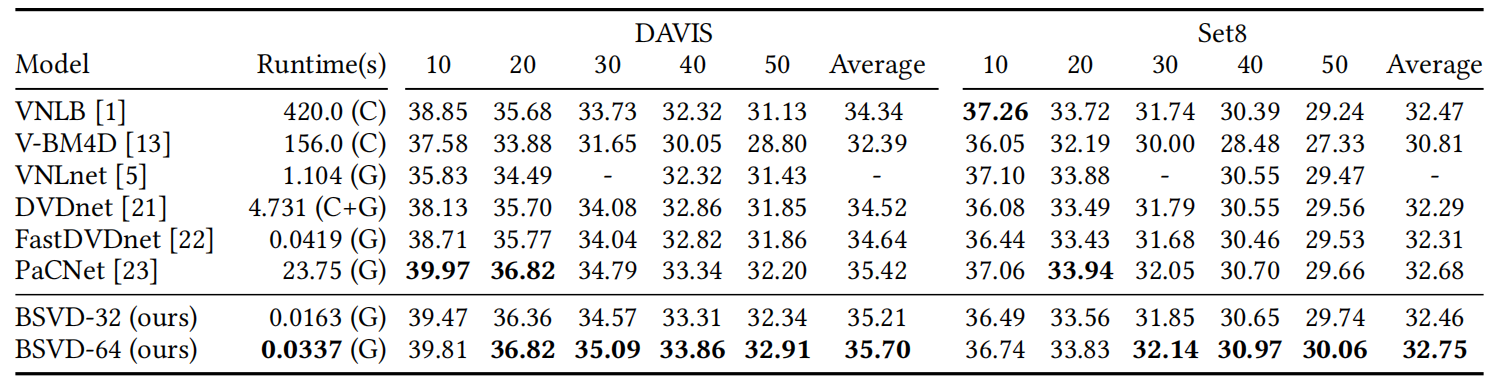 DAVIS Set8
Model Runtime(s) 10 20 30 40 50 Average 10 20 30 40 50 Average
VNLB [1] 420.0 (C) 38.85 35.68 33.73 32.32 31.13 34.34 37.26 33.72 31.74 30.39 29.24 32.47
V-BM4D [13] 156.0 (C) 37.58 33.88 31.65 30.05 28.80 32.39 36.05 32.19 30.00 28.48 27.33 30.81
VNLnet [5] 1.104 (G) 35.83 34.49 - 32.32 31.43 - 37.10 33.88 - 30.55 29.47 -
DVDnet [21] 4.731 (C+G) 38.13 35.70 34.08 32.86 31.85 34.52 36.08 33.49 31.79 30.55 29.56 32.29
FastDVDnet [22] 0.0419 (G) 38.71 35.77 34.04 32.82 31.86 34.64 36.44 33.43 31.68 30.46 29.53 32.31
PaCNet [23] 23.75 (G) 39.97 36.82 34.79 33.34 32.20 35.42 37.06 33.94 32.05 30.70 29.66 32.68
BSVD-32 (ours) 0.0163 (G) 39.47 36.36 34.57 33.31 32.34 35.21 36.49 33.56 31.85 30.65 29.74 32.46
BSVD-64 (ours) 0.0337 (G) 39.81 36.82 35.09 33.86 32.91 35.70 36.74 33.83 32.14 30.97 30.06 32.75